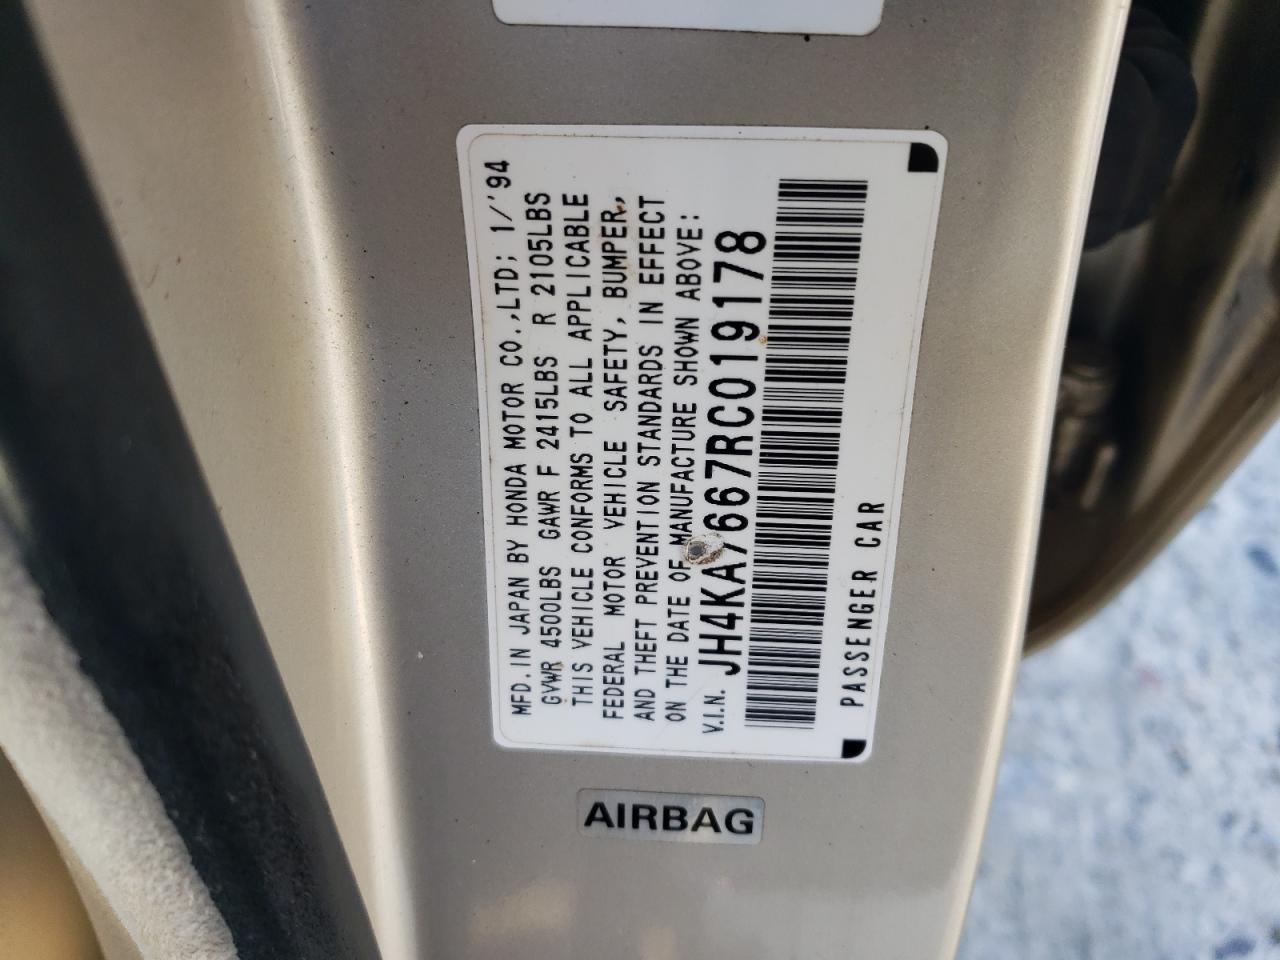 MFD. IN JAPAN BY HONDA MOTOR CO.,LTD; 1/'94
GVWR 4500LBS GAWR F 2415LBS R 2105LBS
THIS VEHICLE CONFORMS TO ALL APPLICABLE
FEDERAL MOTOR VEHICLE SAFETY, BUMPER,
AND THEFT PREVENTION STANDARDS IN EFFECT
ON THE DATE OF MANUFACTURE SHOWN ABOVE:
V.I.N. JH4KA7667RC019178
PASSENGER CAR
AIRBAG